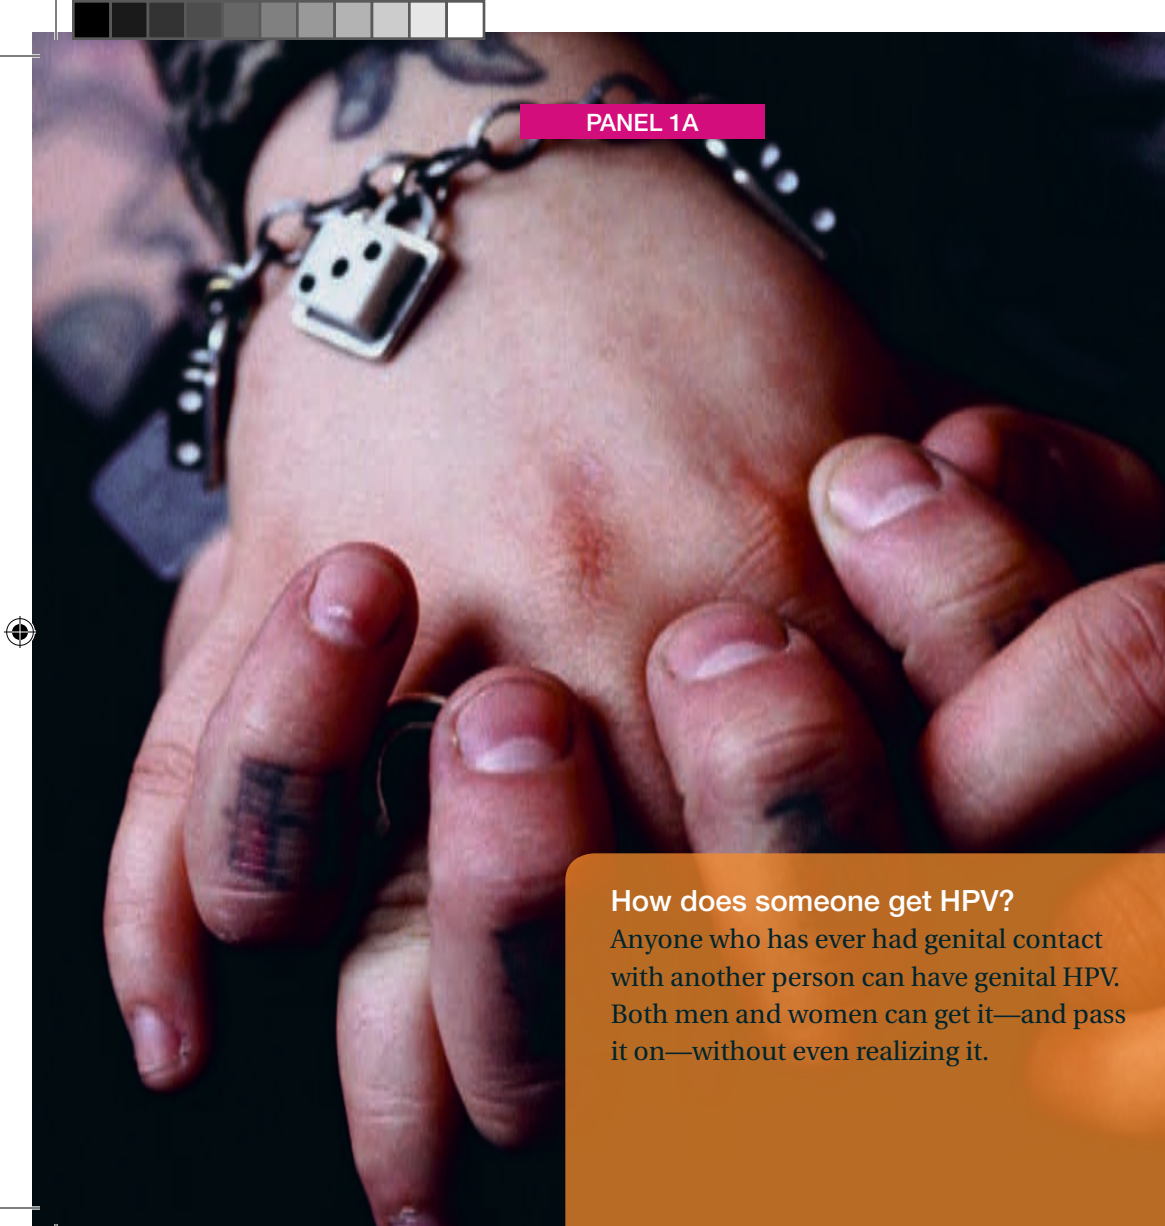 PANEL 1A
How does someone get HPV?
Anyone who has ever had genital contact
with another person can have genital HPV.
Both men and women can get it—and pass
it on—without even realizing it.